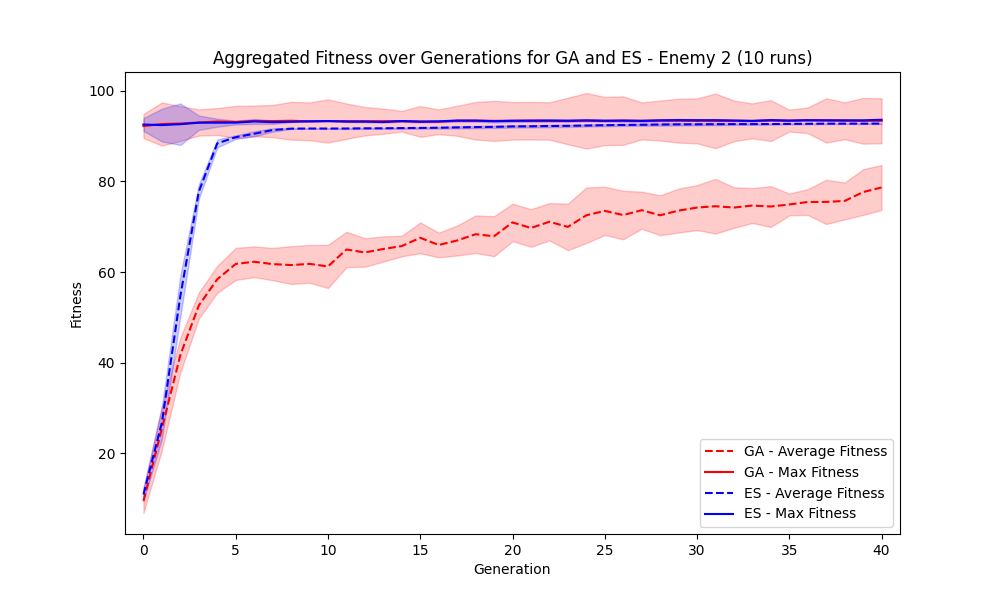 Aggregated Fitness over Generations for GA and ES - Enemy 2 (10 runs)
100
80
60
40
20
Fitness
0
5
10
15
20
25
30
35
40
Generation
GA - Average Fitness
GA - Max Fitness
ES - Average Fitness
ES - Max Fitness